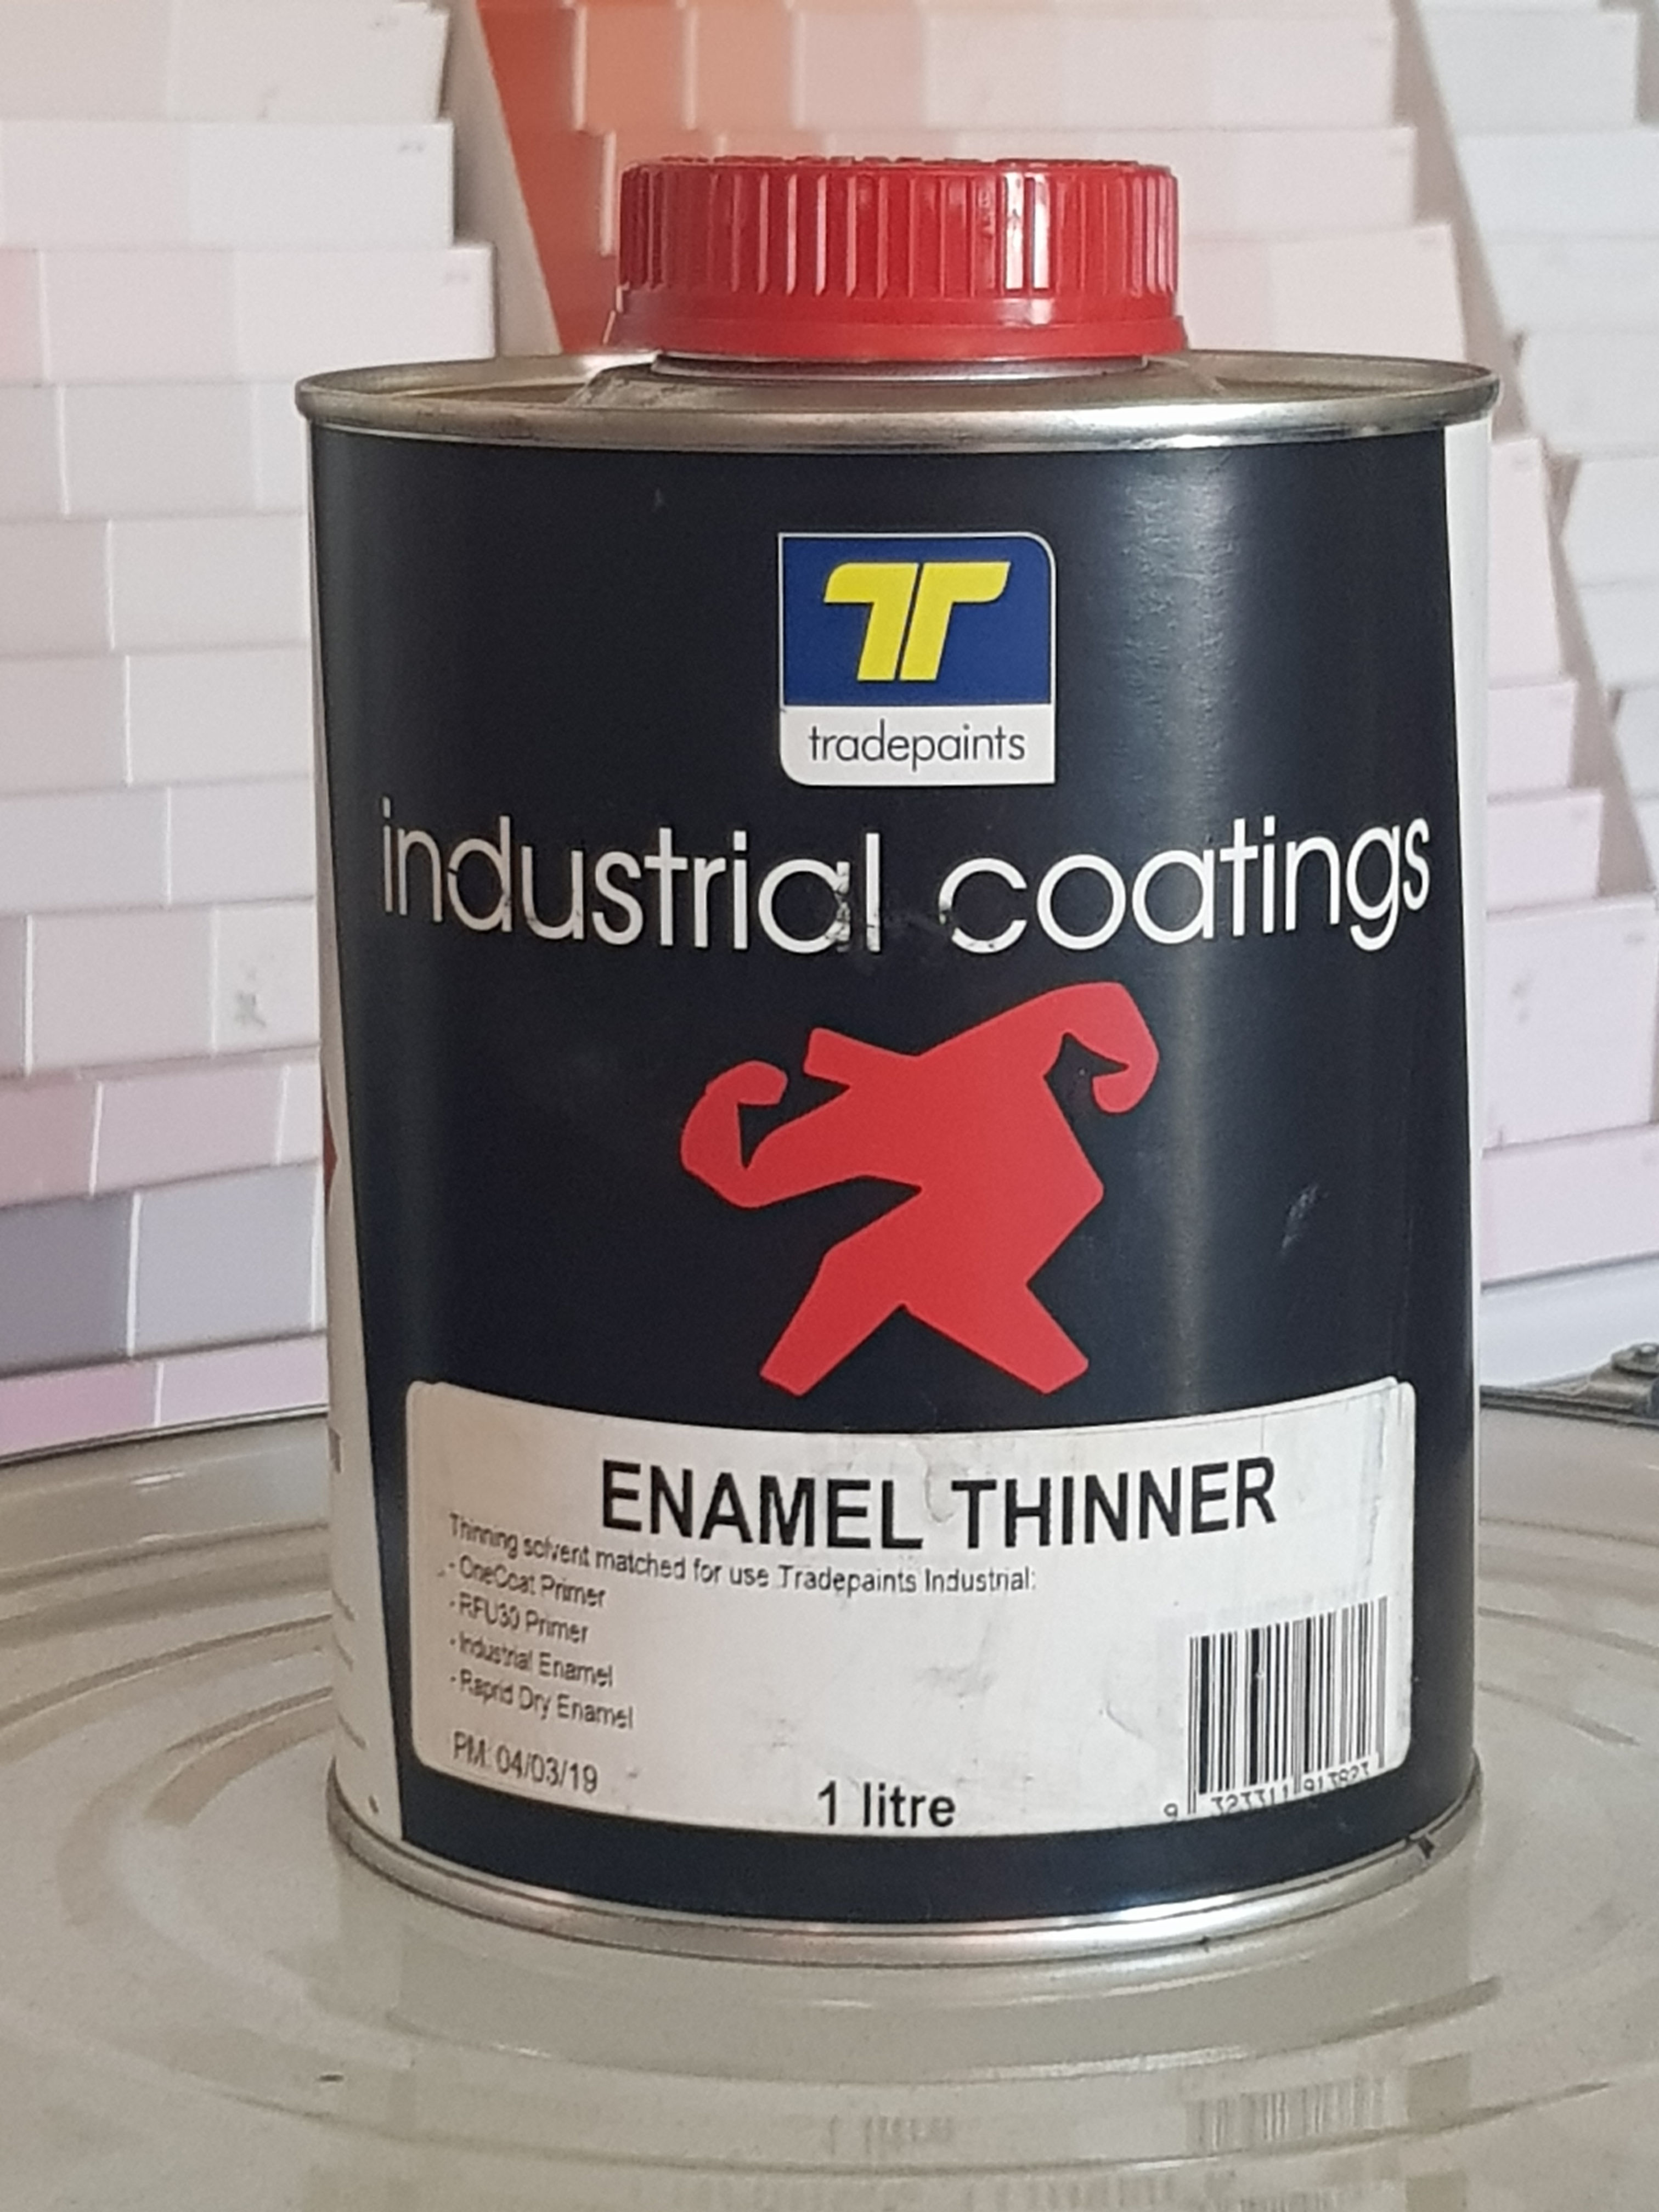 tradepaints
industrial coatings
ENAMEL THINNER
Thinning solvent matched for use Tradepaints Industrial:
- OneCoat Primer
- RFU30 Primer
- Industrial Enamel
- Raprid Dry Enamel
PM: 04/03/19
1 litre